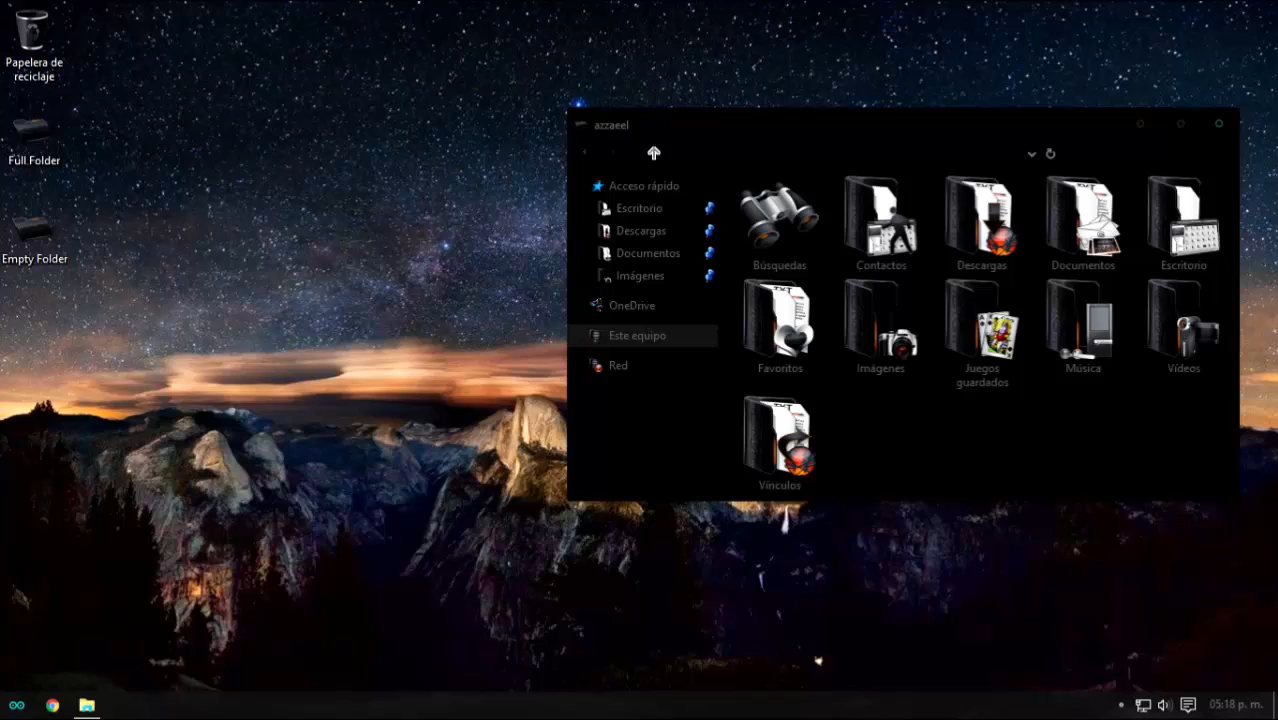 Papelera de
reciclaje
Full Folder
Empty Folder
azzaeel
Acceso rápido
Escritorio
Descargas
Documentos
Imágenes
OneDrive
Este equipo
Red
Búsquedas
Contactos
Descargas
Documentos
Escritorio
Favoritos
Imágenes
Juegos
guardados
Música
Vídeos
Vínculos
05:18 p. m.